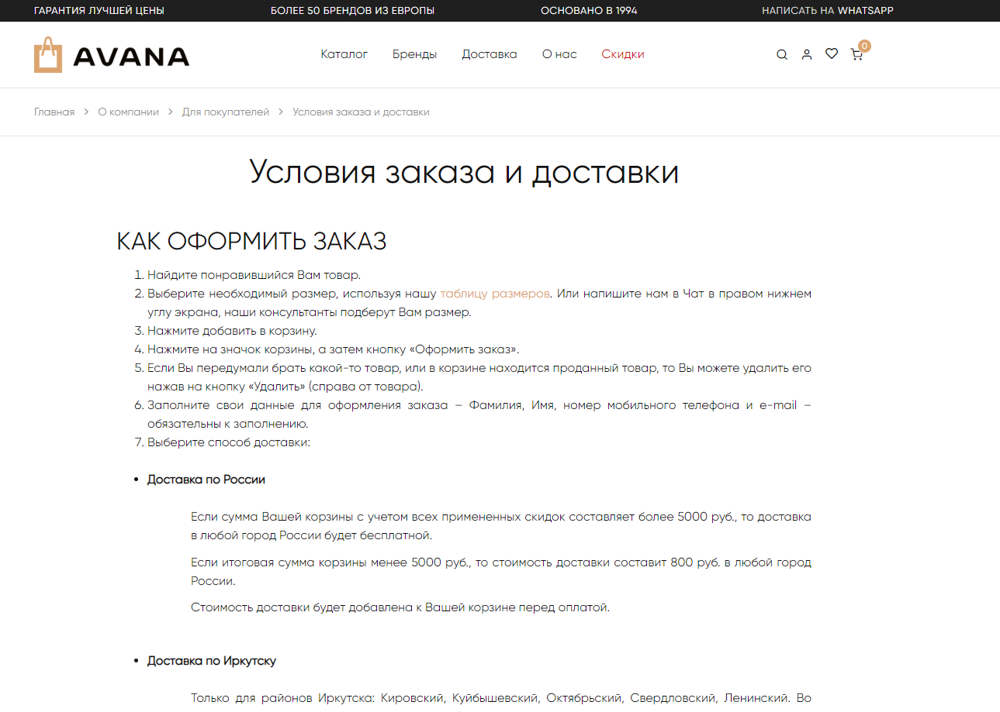 ГАРАНТИЯ ЛУЧШЕЙ ЦЕНЫ БОЛЕЕ 50 БРЕНДОВ ИЗ ЕВРОПЫ ОСНОВАНО В 1994 НАПИСАТЬ НА WHATSAPP
AVANA Каталог Бренды Доставка О нас Скидки 0
Главная > О компании > Для покупателей > Условия заказа и доставки
Условия заказа и доставки
КАК ОФОРМИТЬ ЗАКАЗ
1. Найдите понравившийся Вам товар.
2. Выберите необходимый размер, используя нашу таблицу размеров. Или напишите нам в Чат в правом нижнем
углу экрана, наши консультанты подберут Вам размер.
3. Нажмите добавить в корзину.
4. Нажмите на значок корзины, а затем кнопку «Оформить заказ».
5. Если Вы передумали брать какой-то товар, или в корзине находится проданный товар, то Вы можете удалить его
нажав на кнопку «Удалить» (справа от товара).
6. Заполните свои данные для оформления заказа – Фамилия, Имя, номер мобильного телефона и e-mail –
обязательны к заполнению.
7. Выберите способ доставки:
• Доставка по России
Если сумма Вашей корзины с учетом всех примененных скидок составляет более 5000 руб., то доставка
в любой город России будет бесплатной.
Если итоговая сумма корзины менее 5000 руб., то стоимость доставки составит 800 руб. в любой город
России.
Стоимость доставки будет добавлена к Вашей корзине перед оплатой.
• Доставка по Иркутску
Только для районов Иркутска: Кировский, Куйбышевский, Октябрьский, Свердловский, Ленинский. Во